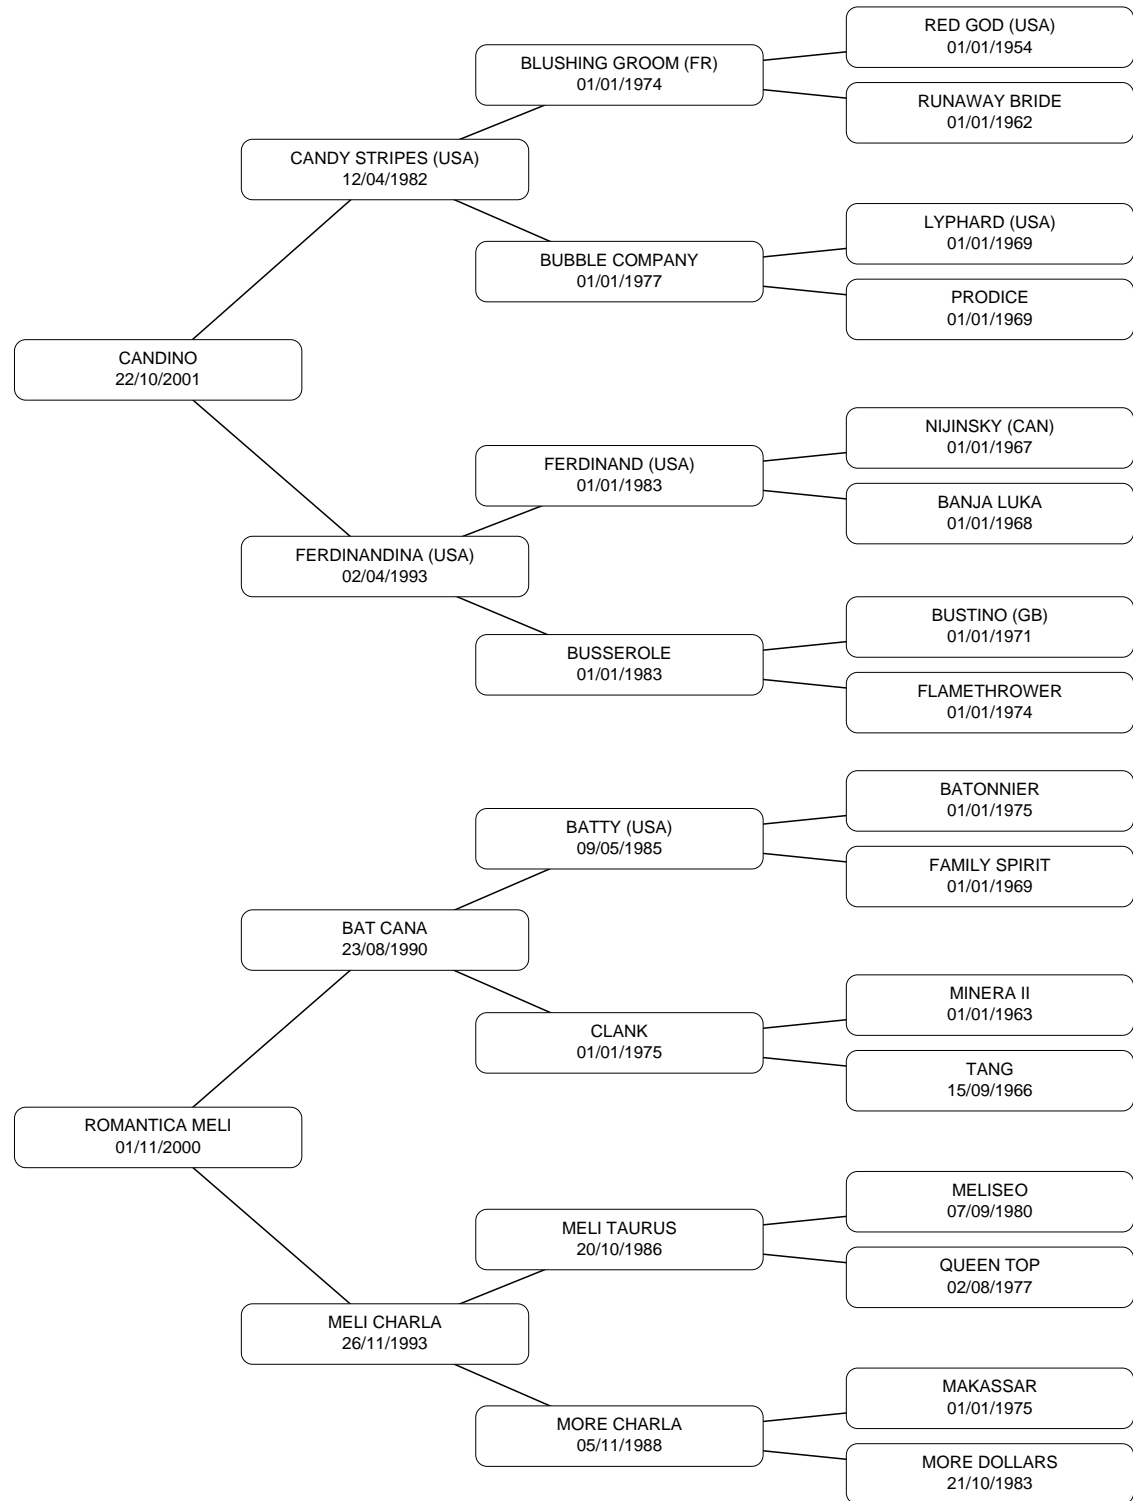 RED GOD (USA)
01/01/1954
BLUSHING GROOM (FR)
01/01/1974
RUNAWAY BRIDE
01/01/1962
CANDY STRIPES (USA)
12/04/1982
LYPHARD (USA)
01/01/1969
BUBBLE COMPANY
01/01/1977
PRODICE
01/01/1969
CANDINO
22/10/2001
NIJINSKY (CAN)
01/01/1967
FERDINAND (USA)
01/01/1983
BANJA LUKA
01/01/1968
FERDINANDINA (USA)
02/04/1993
BUSTINO (GB)
01/01/1971
BUSSEROLE
01/01/1983
FLAMETHROWER
01/01/1974
BATONNIER
01/01/1975
BATTY (USA)
09/05/1985
FAMILY SPIRIT
01/01/1969
BAT CANA
23/08/1990
MINERA II
01/01/1963
CLANK
01/01/1975
TANG
15/09/1966
ROMANTICA MELI
01/11/2000
MELISEO
07/09/1980
MELI TAURUS
20/10/1986
QUEEN TOP
02/08/1977
MELI CHARLA
26/11/1993
MAKASSAR
01/01/1975
MORE CHARLA
05/11/1988
MORE DOLLARS
21/10/1983